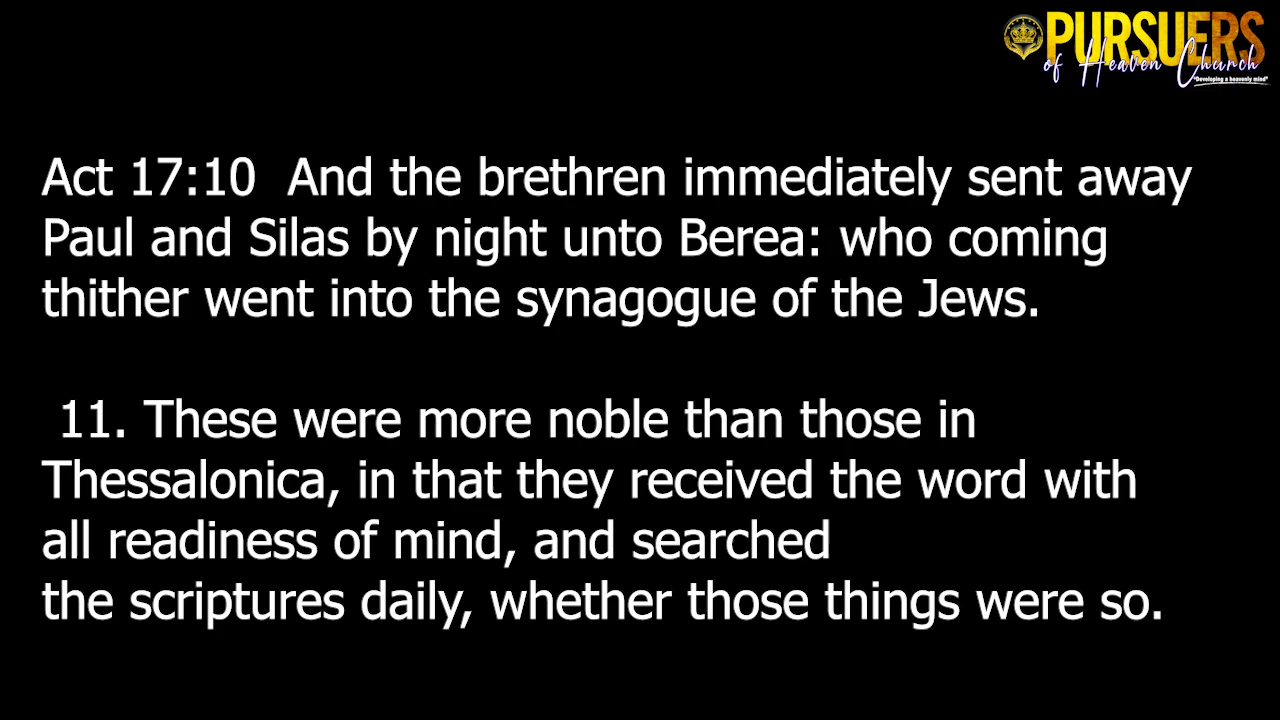 PURSUERS
of Heaven Church
"Developing a heavenly mind"
Act 17:10  And the brethren immediately sent away
Paul and Silas by night unto Berea: who coming
thither went into the synagogue of the Jews.
11. These were more noble than those in
Thessalonica, in that they received the word with
all readiness of mind, and searched
the scriptures daily, whether those things were so.